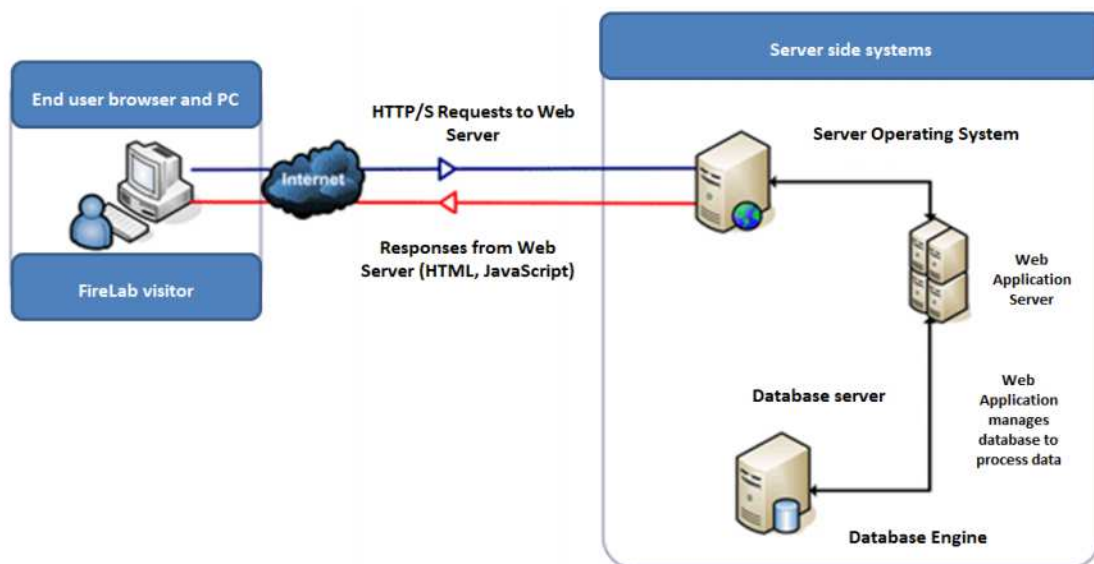 Server side systems
End user browser and PC
HTTP/S Requests to Web
Server
Server Operating System
Internet
Responses from Web
Server (HTML, JavaScript)
Web
Application
Server
FireLab visitor
Database server
Web
Application
manages
database to
process data
Database Engine